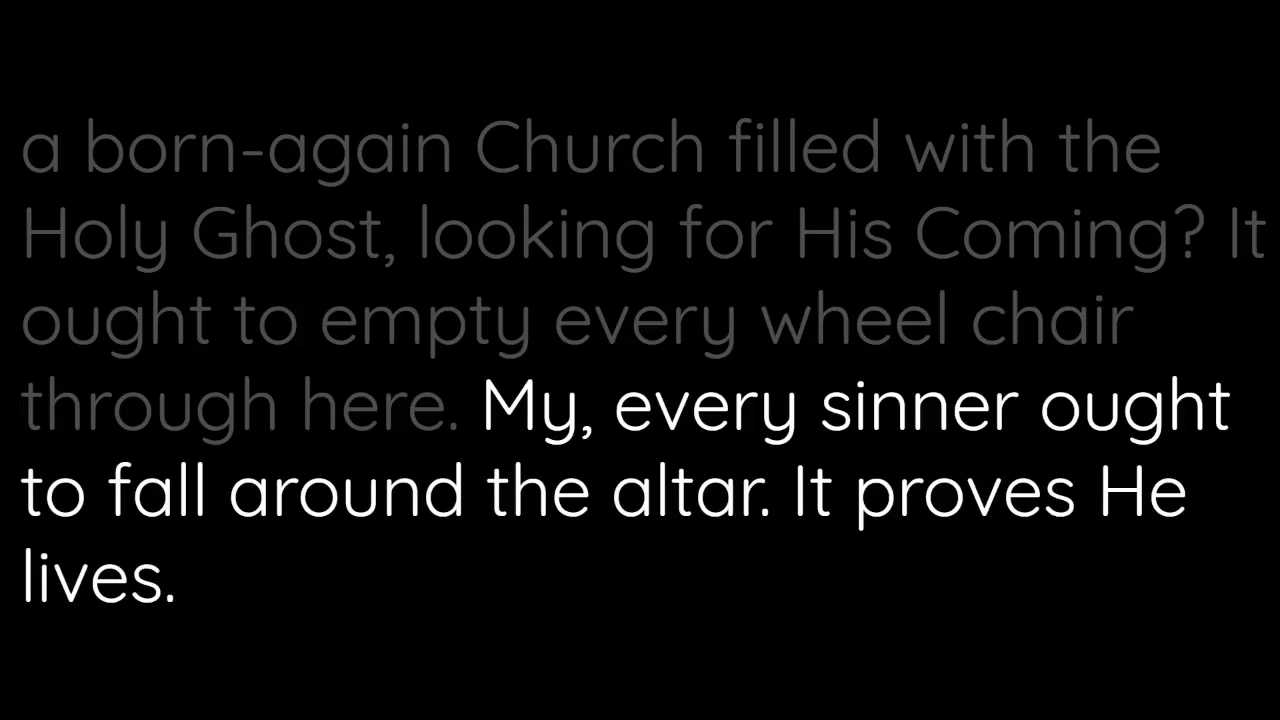 a born-again Church filled with the
Holy Ghost, looking for His Coming? It
ought to empty every wheel chair
through here. My, every sinner ought
to fall around the altar. It proves He
lives.